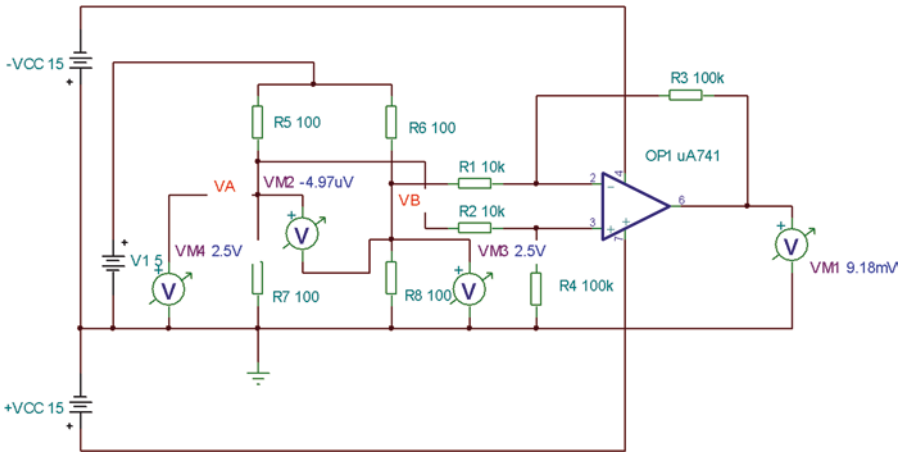 -VCC 15
+
R5 100
R6 100
R3 100k
OP1 uA741
R1 10k
2
-
4
6
VA
VM2 -4.97uV
+
VB
R2 10k
3
+
+
7
+
V1 5
VM4 2.5V
+
V
V
VM3 2.5V
+
V
R4 100k
+
V
VM1 9.18mV
R7 100
R8 100
+VCC 15
+